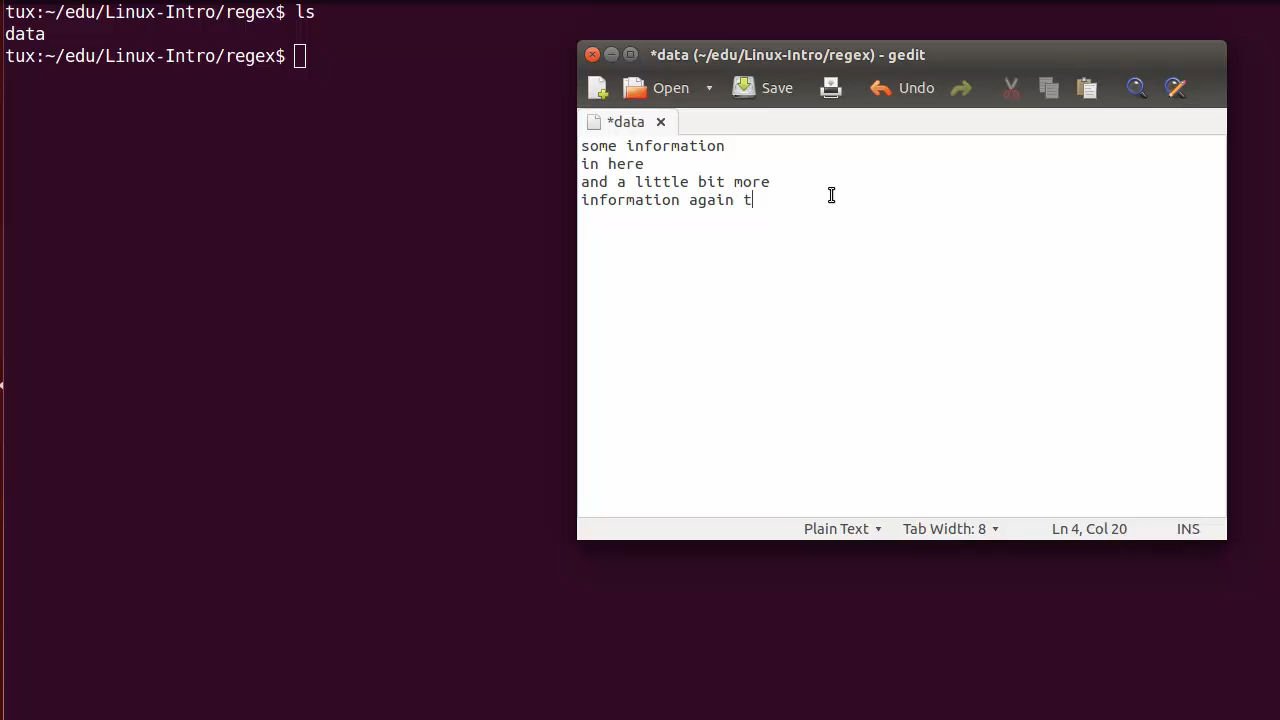 tux:~/edu/Linux-Intro/regex$ ls
data
tux:~/edu/Linux-Intro/regex$
*data (~/edu/Linux-Intro/regex) - gedit
Open Save Undo
*data
some information
in here
and a little bit more
information again t
Plain Text Tab Width: 8 Ln 4, Col 20 INS